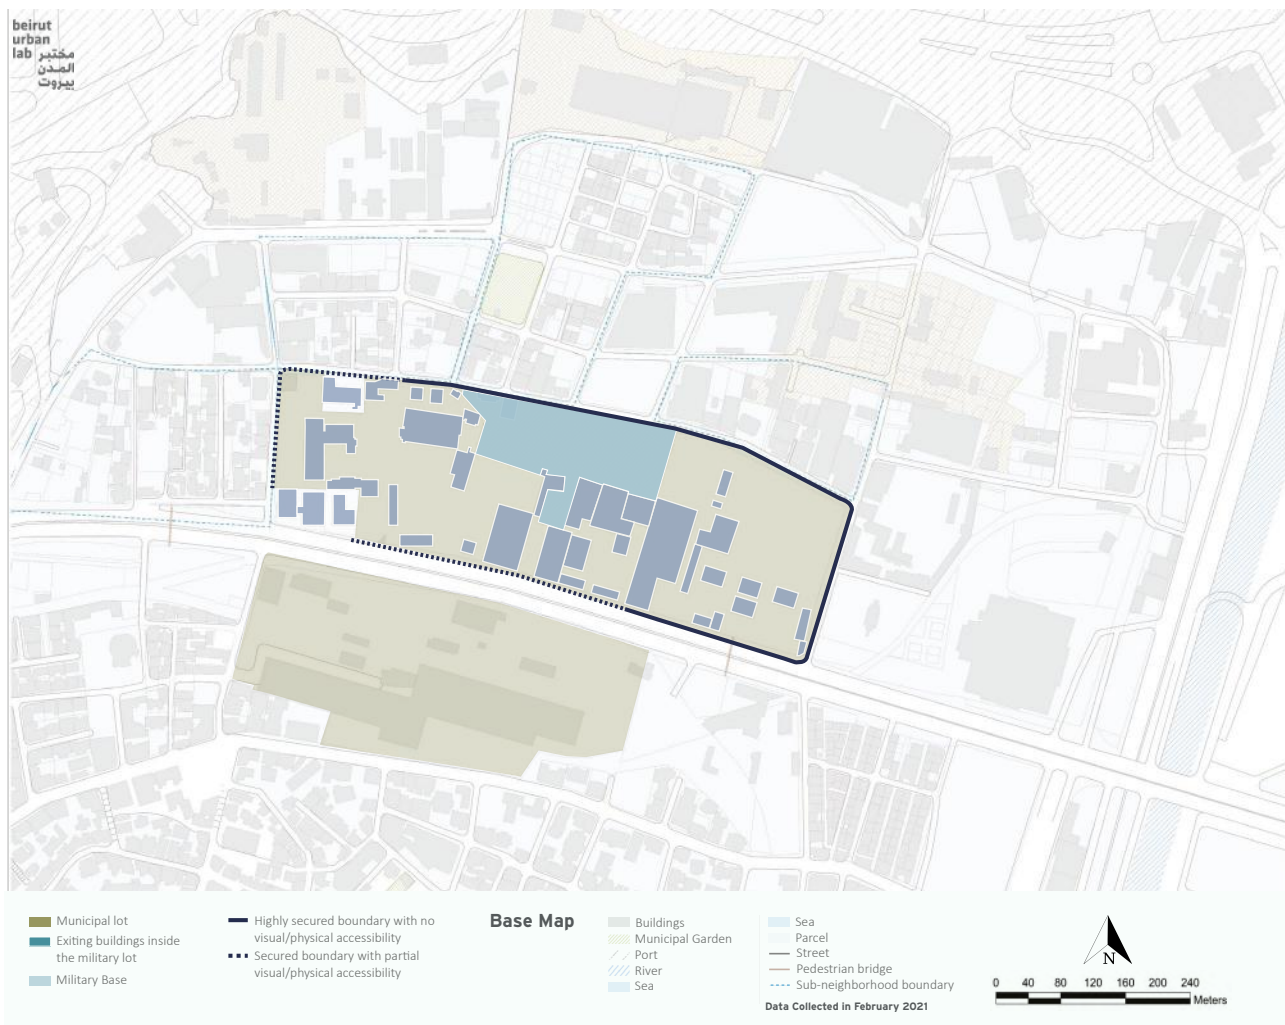 beirut
urban
lab مختبر
المدن
بيروت
Municipal lot
Exiting buildings inside
the military lot
Military Base
Highly secured boundary with no
visual/physical accessibility
Secured boundary with partial
visual/physical accessibility
Base Map
Buildings
Municipal Garden
Port
River
Sea
Sea
Parcel
Street
Pedestrian bridge
Sub-neighborhood boundary
Data Collected in February 2021
N
0 40 80 120 160 200 240
Meters